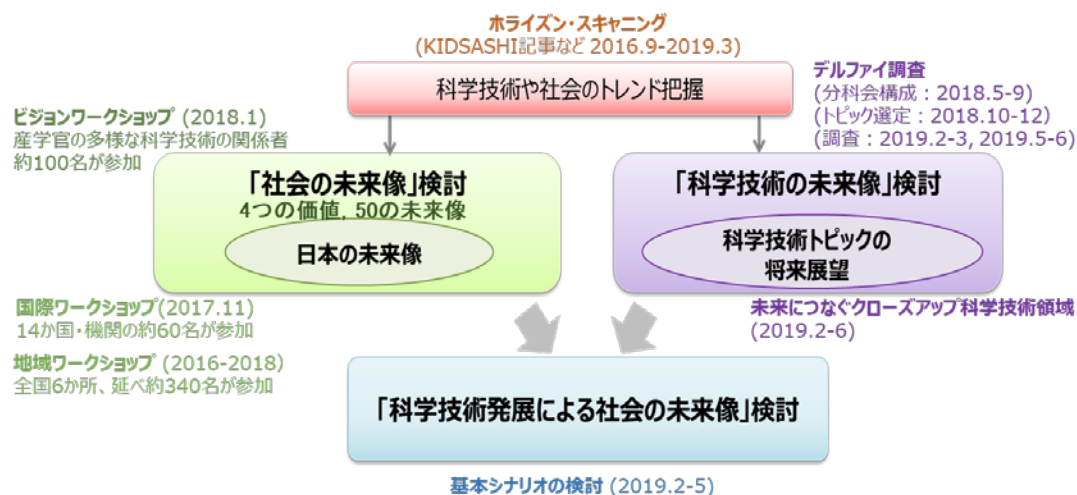 ホライズン・スキャニング
(KIDSASHI記事など 2016.9-2019.3)
科学技術や社会のトレンド把握
デルファイ調査
(分科会構成：2018.5-9)
(トピック選定：2018.10-12)
(調査：2019.2-3, 2019.5-6)
ビジョンワークショップ (2018.1)
産学官の多様な科学技術の関係者
約100名が参加
「社会の未来像」検討
4つの価値, 50の未来像
日本の未来像
「科学技術の未来像」検討
科学技術トピックの
将来展望
国際ワークショップ(2017.11)
14か国・機関の約60名が参加
地域ワークショップ (2016-2018)
全国6か所、延べ約340名が参加
未来につなぐクローズアップ科学技術領域
(2019.2-6)
「科学技術発展による社会の未来像」検討
基本シナリオの検討 (2019.2-5)